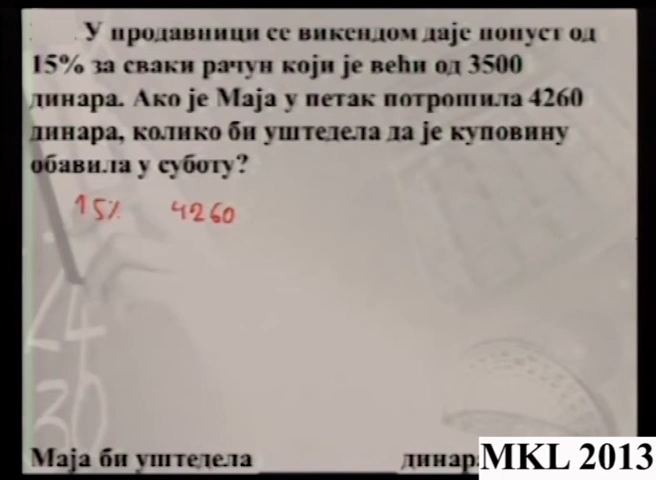 У продавници се викендом даје попуст од
15% за сваки рачун који је већи од 3500
динара. Ако је Маја у петак потрошила 4260
динара, колико би уштедела да је куповину
обавила у суботу?
15% 4260
Маја би уштедела ________ динар
MKL 2013